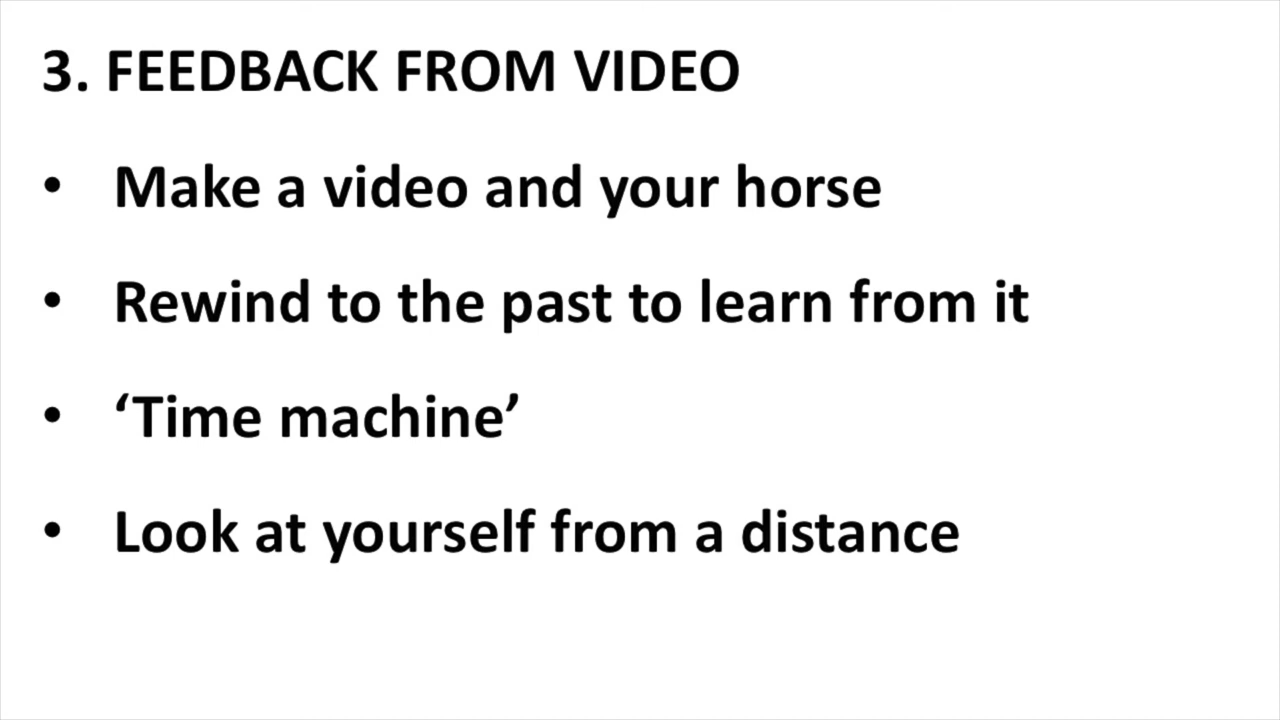 3. FEEDBACK FROM VIDEO
• Make a video and your horse
• Rewind to the past to learn from it
• ‘Time machine’
• Look at yourself from a distance